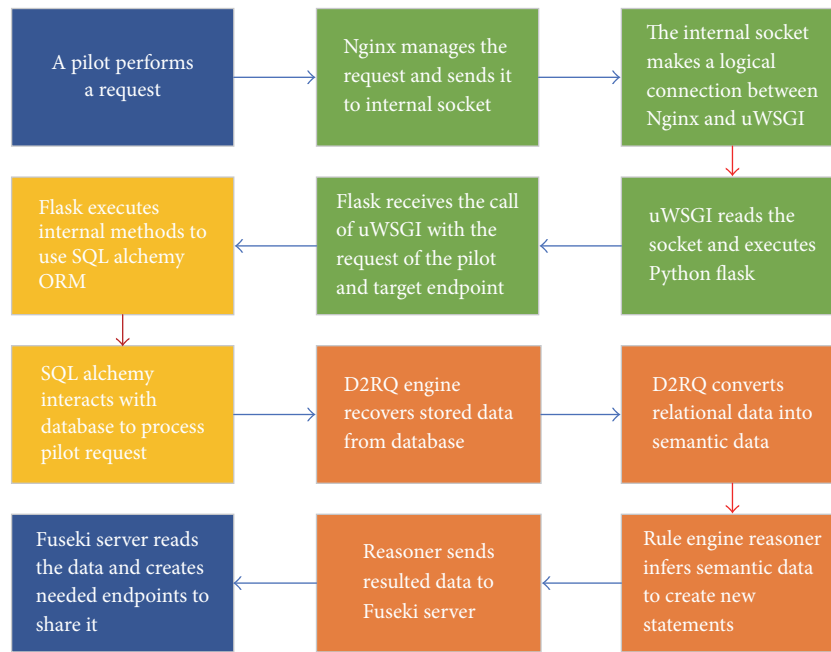 A pilot performs
a request
Nginx manages the
request and sends it
to internal socket
The internal socket
makes a logical
connection between
Nginx and uWSGI
Flask executes
internal methods to
use SQL alchemy
ORM
Flask receives the call
of uWSGI with the
request of the pilot
and target endpoint
uWSGI reads the
socket and executes
Python flask
SQL alchemy
interacts with
database to process
pilot request
D2RQ engine
recovers stored data
from database
D2RQ converts
relational data into
semantic data
Fuseki server reads
the data and creates
needed endpoints to
share it
Reasoner sends
resulted data to
Fuseki server
Rule engine reasoner
infers semantic data
to create new
statements